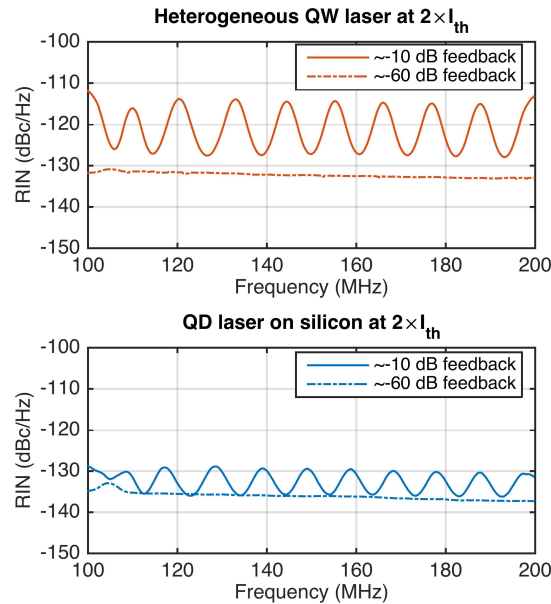 Heterogeneous QW laser at 2×Ith
-100
~-10 dB feedback
~-60 dB feedback
-110
-120
-130
-140
-150
RIN (dBc/Hz)
100 120 140 160 180 200
Frequency (MHz)
QD laser on silicon at 2×Ith
-100
~-10 dB feedback
~-60 dB feedback
-110
-120
-130
-140
-150
RIN (dBc/Hz)
100 120 140 160 180 200
Frequency (MHz)